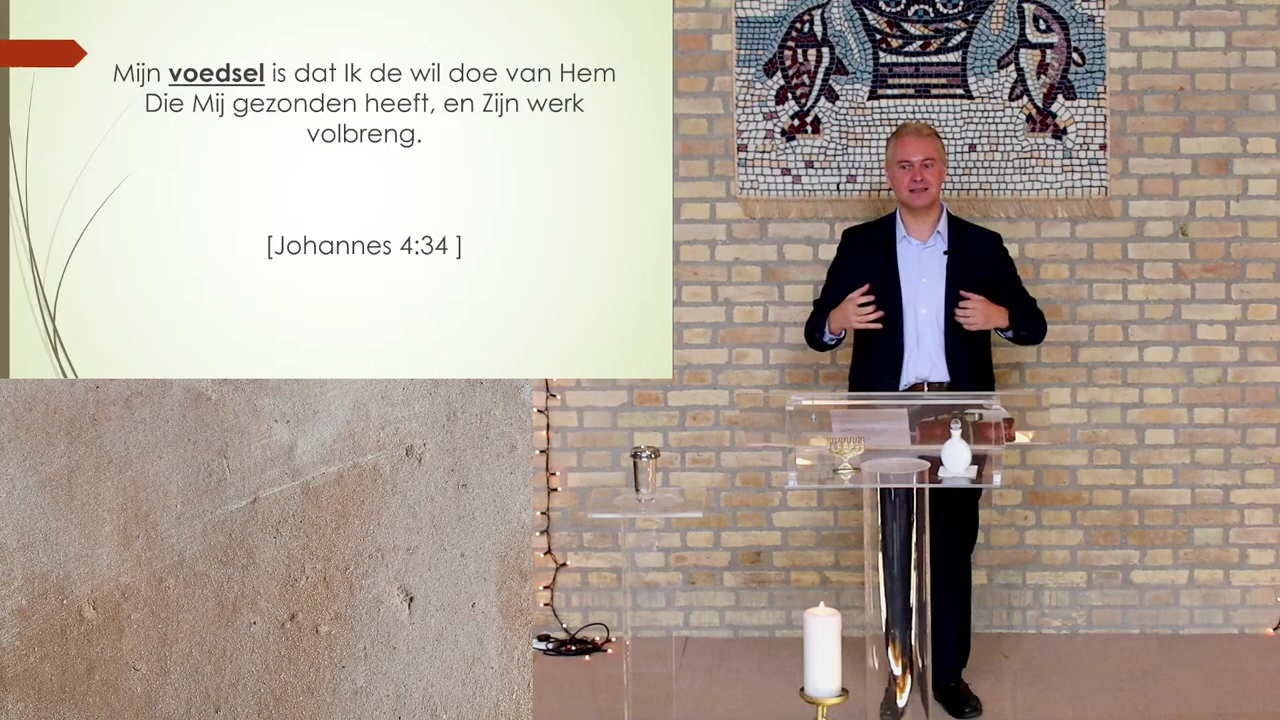 Mijn voedsel is dat Ik de wil doe van Hem
Die Mij gezonden heeft, en Zijn werk
volbreng.
[Johannes 4:34 ]